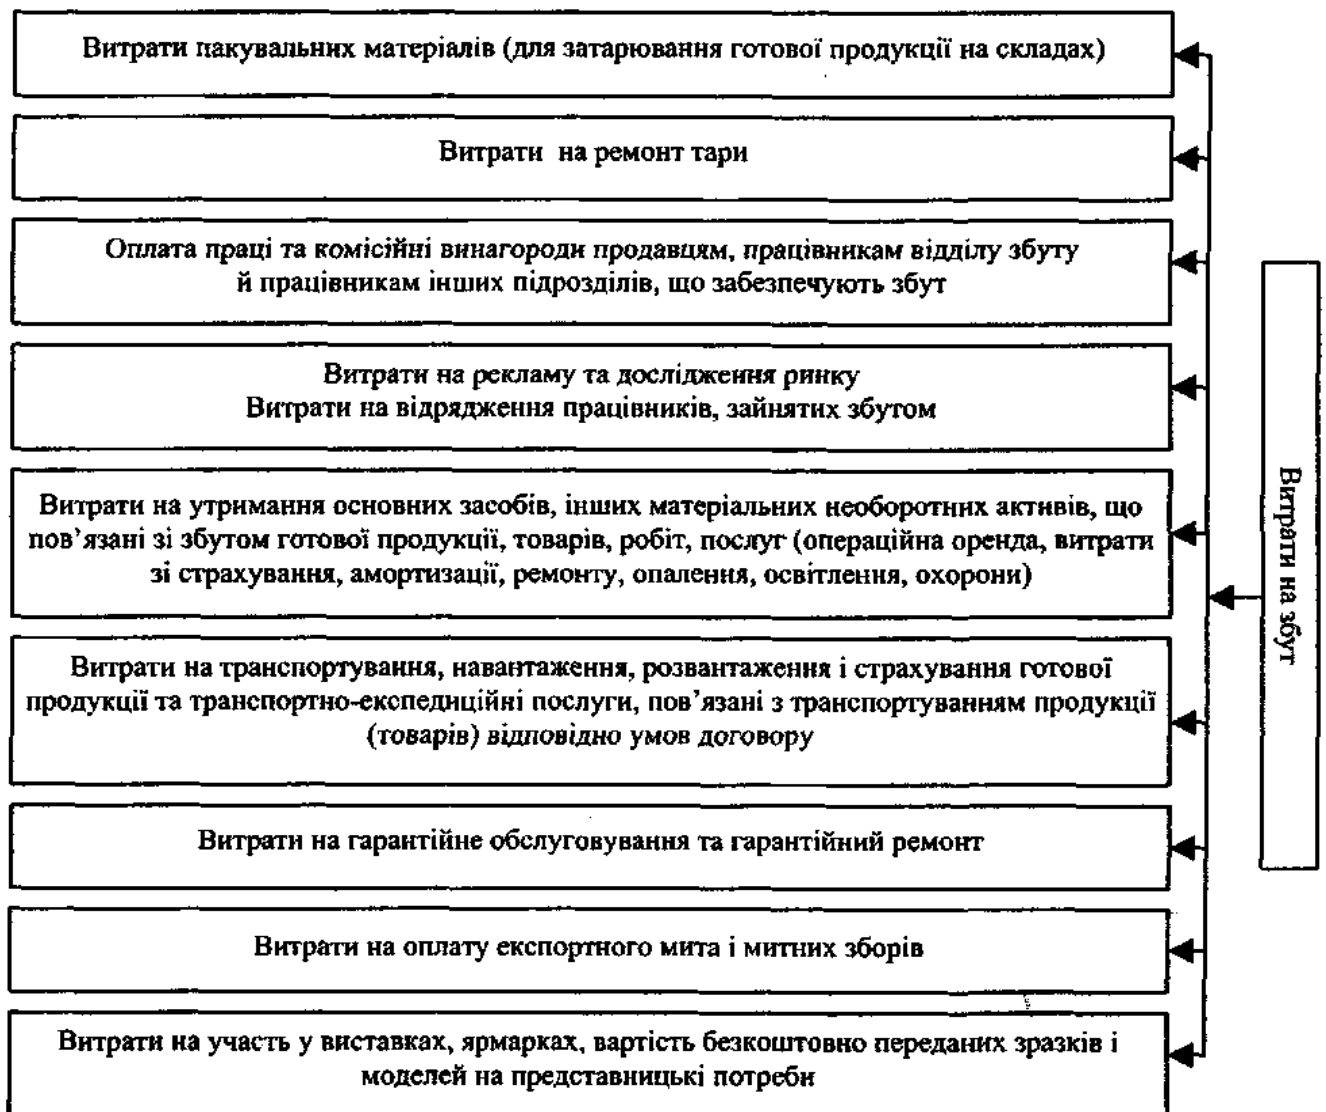 Витрати пакувальних матеріалів (для затарювання готової продукції на складах)
Витрати на ремонт тари
Оплата праці та комісійні винагороди продавцям, працівникам відділу збуту
й працівникам інших підрозділів, що забезпечують збут
Витрати на рекламу та дослідження ринку
Витрати на відрядження працівників, зайнятих збутом
Витрати на утримання основних засобів, інших матеріальних необоротних активів, що
пов’язані зі збутом готової продукції, товарів, робіт, послуг (операційна оренда, витрати
зі страхування, амортизації, ремонту, опалення, освітлення, охорони)
Витрати на транспортування, навантаження, розвантаження і страхування готової
продукції та транспортно-експедиційні послуги, пов’язані з транспортуванням продукції
(товарів) відповідно умов договору
Витрати на гарантійне обслуговування та гарантійний ремонт
Витрати на оплату експортного мита і митних зборів
Витрати на участь у виставках, ярмарках, вартість безкоштовно переданих зразків і
моделей на представницькі потреби
Витрати на збут